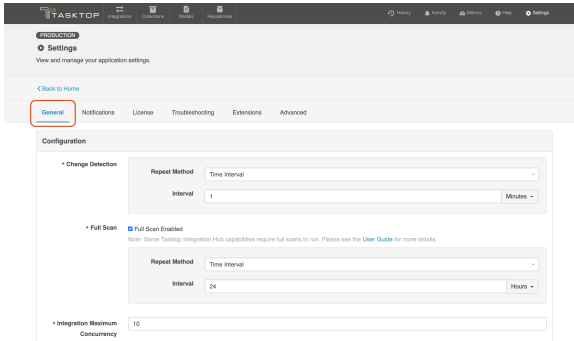 TASKTOP
Integrations Collections Models Repositories
History Activity Metrics Help Settings
PRODUCTION
Settings
View and manage your application settings.
Back to Home
General Notifications License Troubleshooting Extensions Advanced
Configuration
* Change Detection
Repeat Method Time Interval
Interval 1 Minutes
* Full Scan Full Scan Enabled
Note: Some Tasktop Integration Hub capabilities require full scans to run. Please see the User Guide for more details.
Repeat Method Time Interval
Interval 24 Hours
* Integration Maximum 10
Concurrency